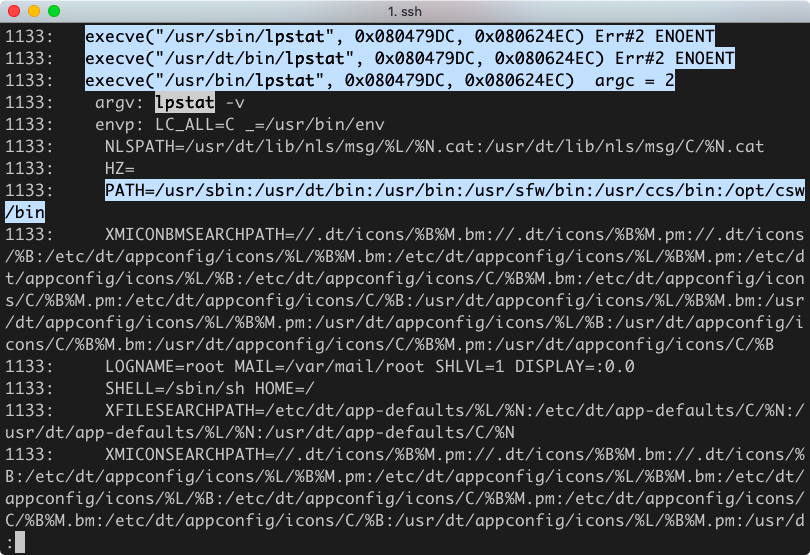 1. ssh
1133:   execve("/usr/sbin/lpstat", 0x080479DC, 0x080624EC) Err#2 ENOENT
1133:   execve("/usr/dt/bin/lpstat", 0x080479DC, 0x080624EC) Err#2 ENOENT
1133:   execve("/usr/bin/lpstat", 0x080479DC, 0x080624EC)  argc = 2
1133:    argv: lpstat -v
1133:    envp: LC_ALL=C _=/usr/bin/env
1133:     NLSPATH=/usr/dt/lib/nls/msg/%L/%N.cat:/usr/dt/lib/nls/msg/C/%N.cat
1133:     HZ=
1133:     PATH=/usr/sbin:/usr/dt/bin:/usr/bin:/usr/sfw/bin:/usr/ccs/bin:/opt/csw
/bin
1133:     XMICONBMSEARCHPATH=//.dt/icons/%B%M.bm://.dt/icons/%B%M.pm://.dt/icons
/%B:/etc/dt/appconfig/icons/%L/%B%M.bm:/etc/dt/appconfig/icons/%L/%B%M.pm:/etc/d
t/appconfig/icons/%L/%B:/etc/dt/appconfig/icons/C/%B%M.bm:/etc/dt/appconfig/icon
s/C/%B%M.pm:/etc/dt/appconfig/icons/C/%B:/usr/dt/appconfig/icons/%L/%B%M.bm:/usr
/dt/appconfig/icons/%L/%B%M.pm:/usr/dt/appconfig/icons/%L/%B:/usr/dt/appconfig/i
cons/C/%B%M.bm:/usr/dt/appconfig/icons/C/%B%M.pm:/usr/dt/appconfig/icons/C/%B
1133:     LOGNAME=root MAIL=/var/mail/root SHLVL=1 DISPLAY=:0.0
1133:     SHELL=/sbin/sh HOME=/
1133:     XFILESEARCHPATH=/etc/dt/app-defaults/%L/%N:/etc/dt/app-defaults/C/%N:/
usr/dt/app-defaults/%L/%N:/usr/dt/app-defaults/C/%N
1133:     XMICONSEARCHPATH=//.dt/icons/%B%M.pm://.dt/icons/%B%M.bm://.dt/icons/%
B:/etc/dt/appconfig/icons/%L/%B%M.pm:/etc/dt/appconfig/icons/%L/%B%M.bm:/etc/dt/
appconfig/icons/%L/%B:/etc/dt/appconfig/icons/C/%B%M.pm:/etc/dt/appconfig/icons/
C/%B%M.bm:/etc/dt/appconfig/icons/C/%B:/usr/dt/appconfig/icons/%L/%B%M.pm:/usr/d
: